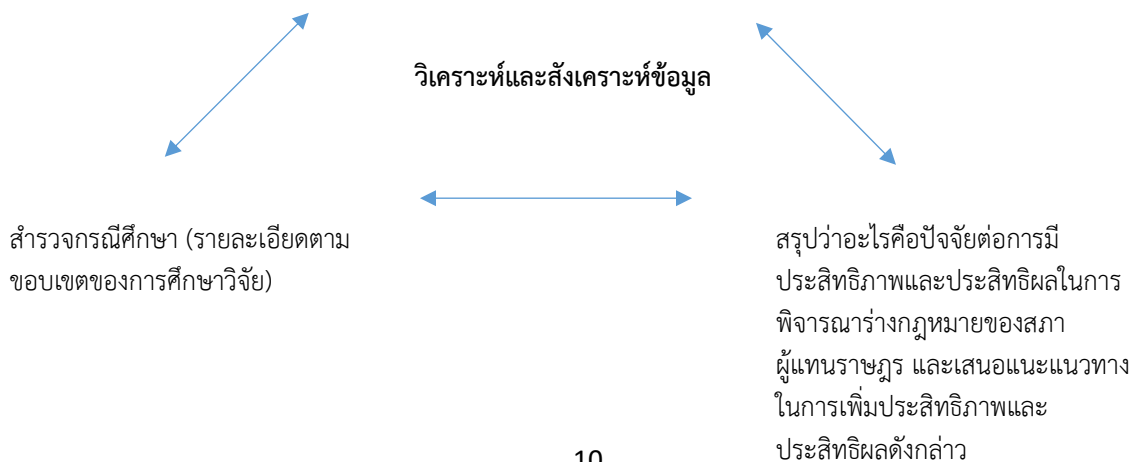 วิเคราะห์และสังเคราะห์ข้อมูล
สำรวจกรณีศึกษา (รายละเอียดตาม
ขอบเขตของการศึกษาวิจัย)
สรุปว่าอะไรคือปัจจัยต่อการมี
ประสิทธิภาพและประสิทธิผลในการ
พิจารณาร่างกฎหมายของสภา
ผู้แทนราษฎร และเสนอแนะแนวทาง
ในการเพิ่มประสิทธิภาพและ
ประสิทธิผลดังกล่าว
10